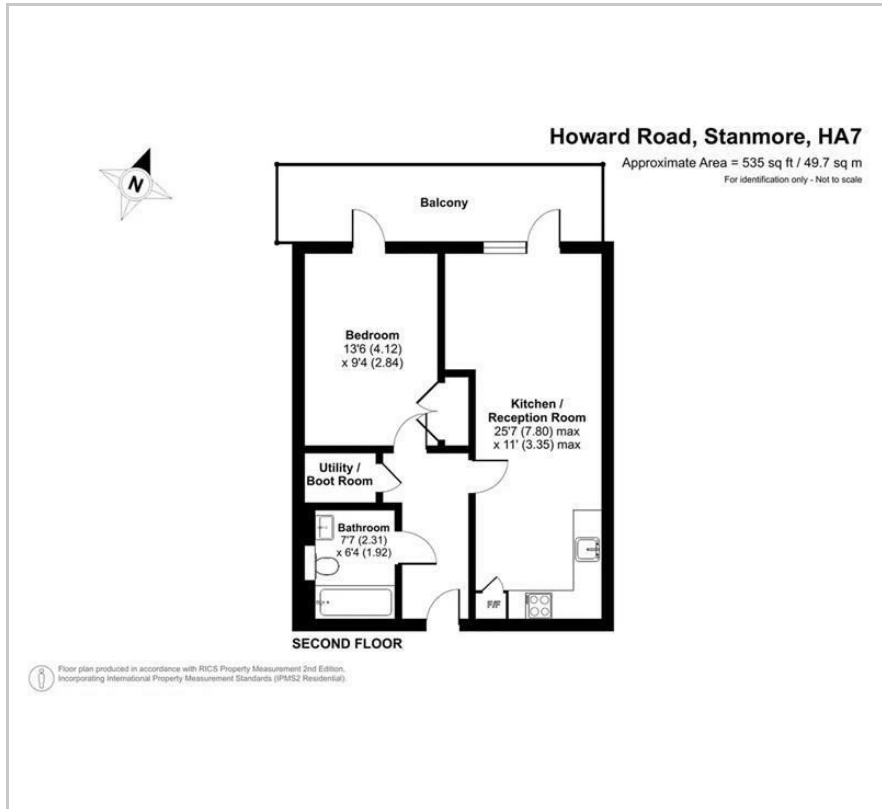 Howard Road, Stanmore, HA7
Approximate Area = 535 sq ft / 49.7 sq m
For identification only - Not to scale
N
Balcony
Bedroom
13'6 (4.12)
x 9'4 (2.84)
Kitchen /
Reception Room
25'7 (7.80) max
x 11' (3.35) max
Utility /
Boot Room
Bathroom
7'7 (2.31)
x 6'4 (1.92)
F/F
SECOND FLOOR
Floor plan produced in accordance with RICS Property Measurement 2nd Edition,
Incorporating International Property Measurement Standards (IPMS2 Residential).